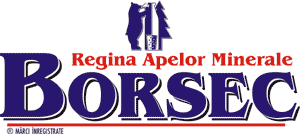 Regina Apelor Minerale
BORSEC
® MĂRCI ÎNREGISTRATE